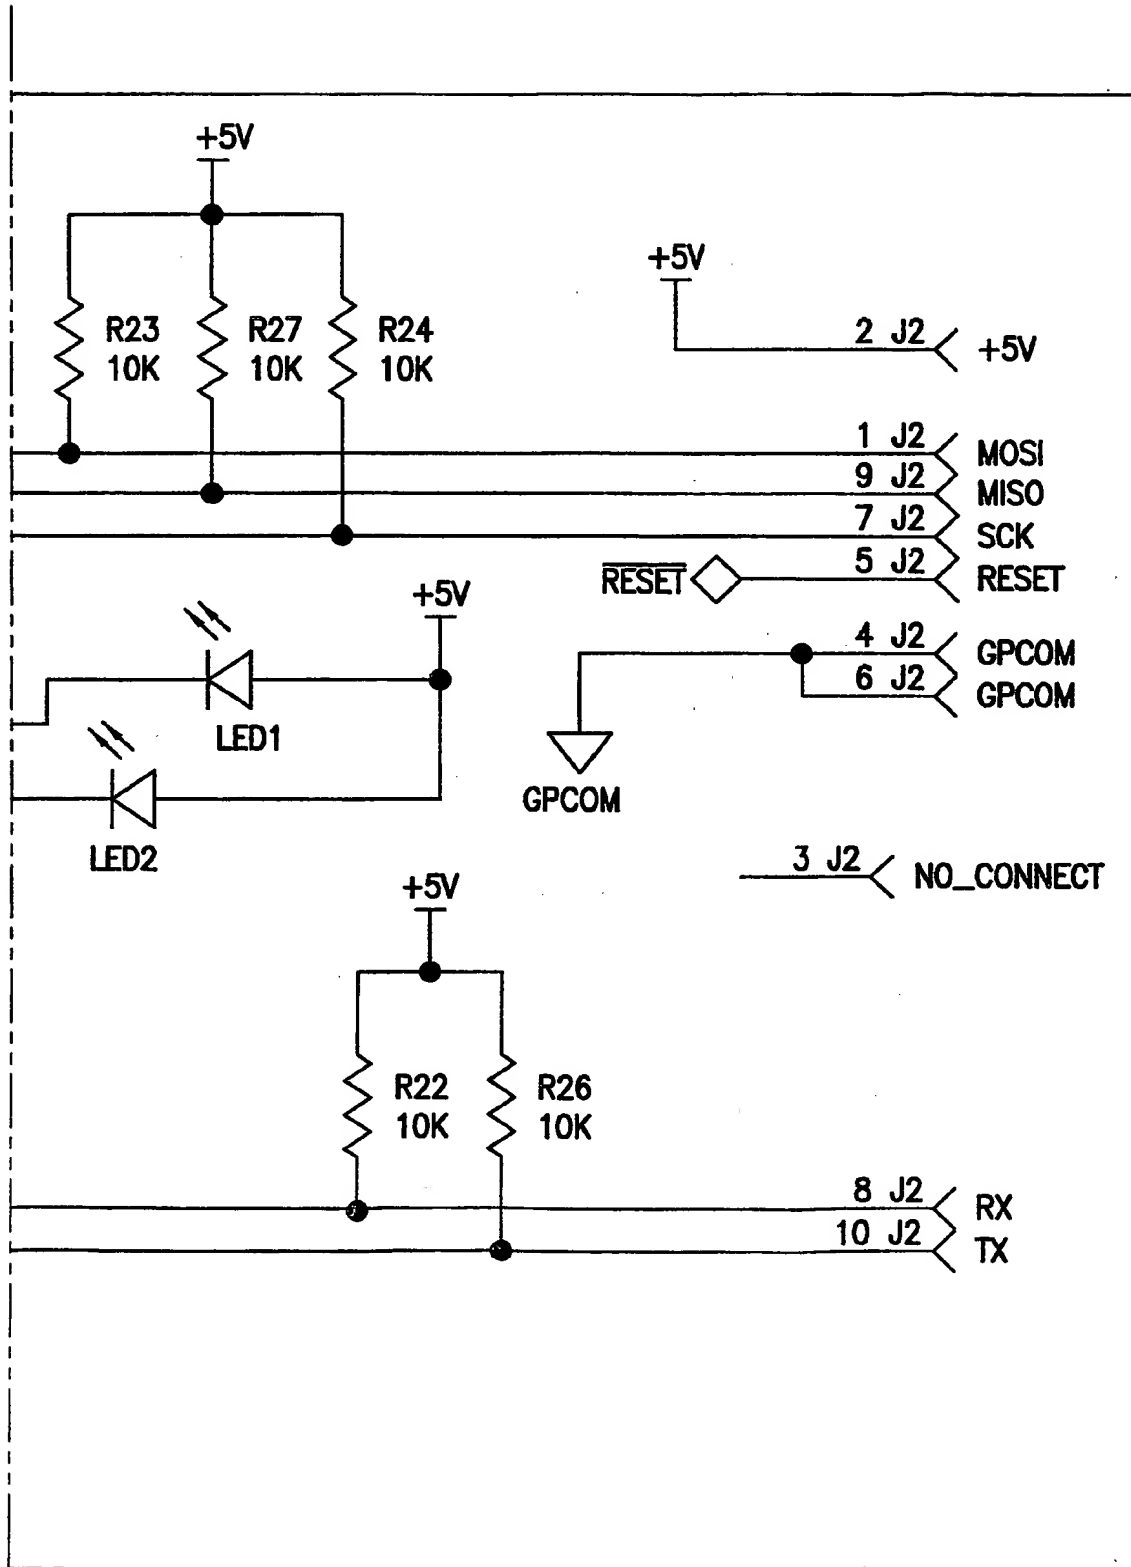 +5V
R23
10K
R27
10K
R24
10K
+5V
2 J2
+5V
1 J2
MOSI
9 J2
MISO
7 J2
SCK
RESET
5 J2
RESET
+5V
LED1
LED2
4 J2
GPCOM
6 J2
GPCOM
GPCOM
3 J2
NO_CONNECT
+5V
R22
10K
R26
10K
8 J2
RX
10 J2
TX